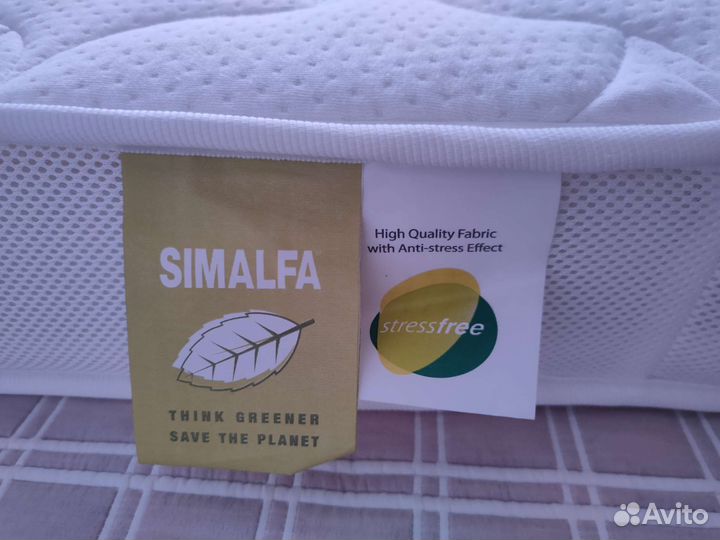 SIMALFA
THINK GREENER
SAVE THE PLANET
High Quality Fabric
with Anti-stress Effect
stressfree
Avito